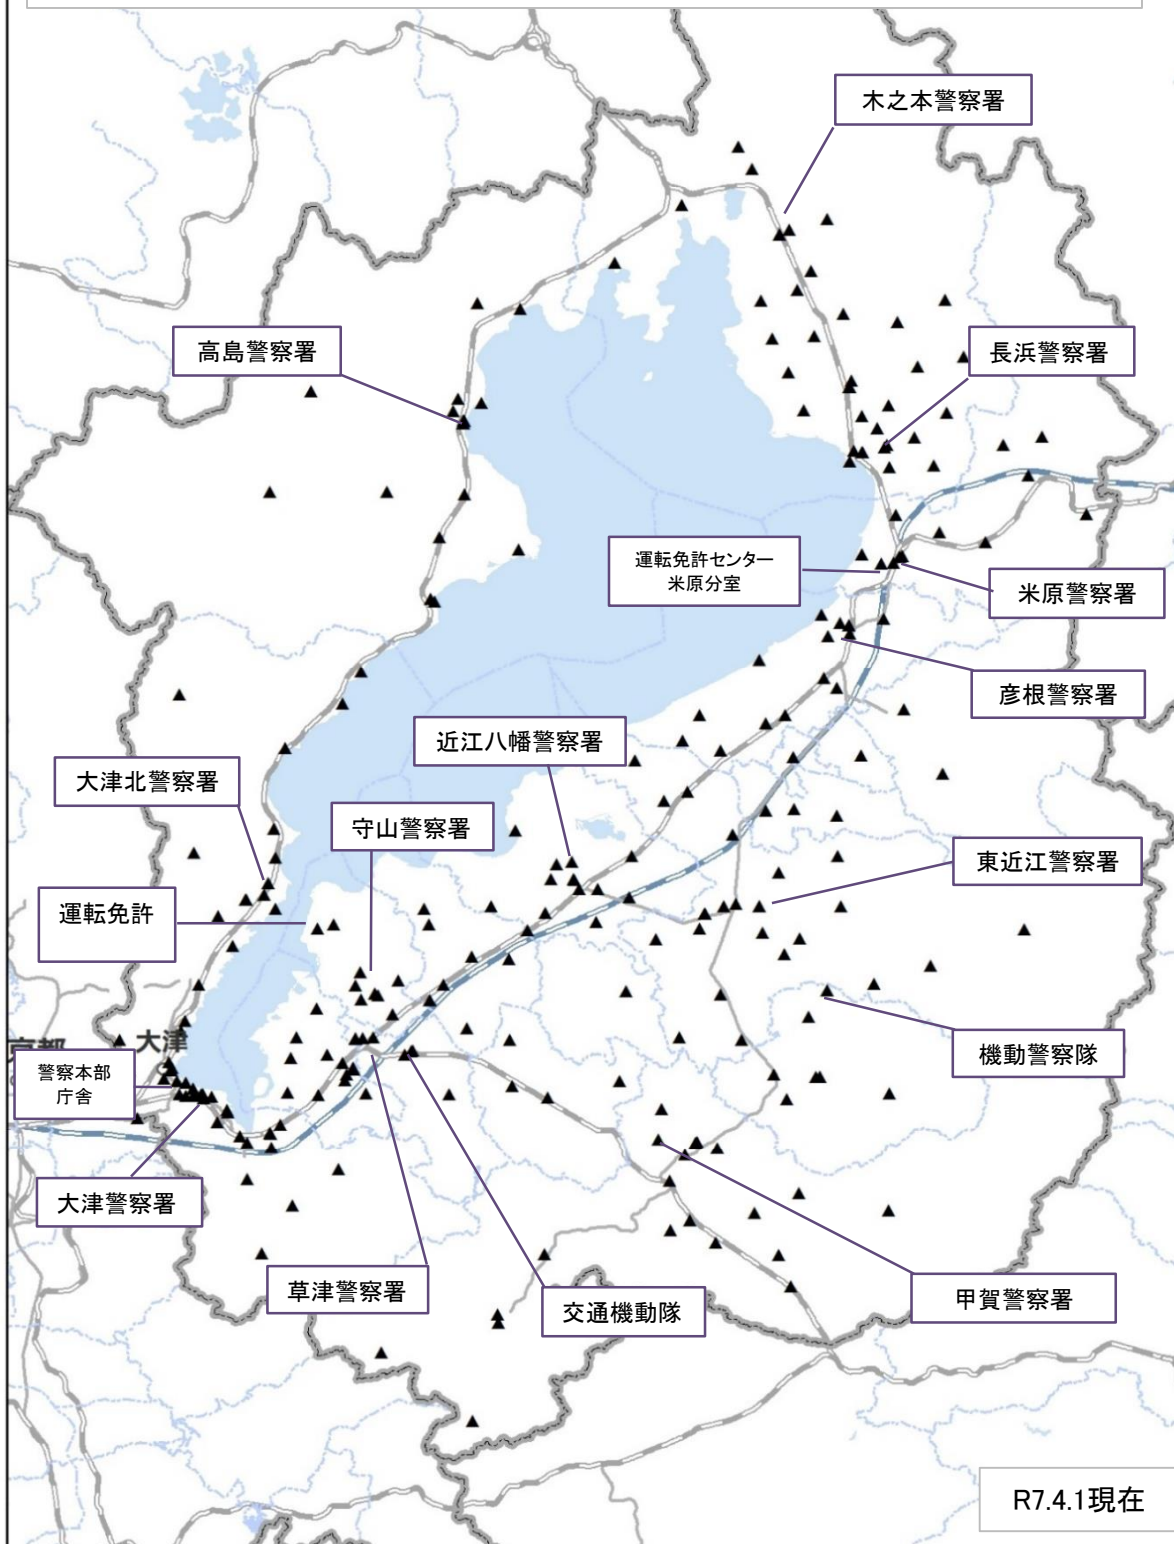 木之本警察署
高島警察署
長浜警察署
運転免許センター
米原分室
米原警察署
彦根警察署
近江八幡警察署
大津北警察署
守山警察署
東近江警察署
運転免許
大津
京都
警察本部
庁舎
機動警察隊
大津警察署
草津警察署
交通機動隊
甲賀警察署
R7.4.1現在